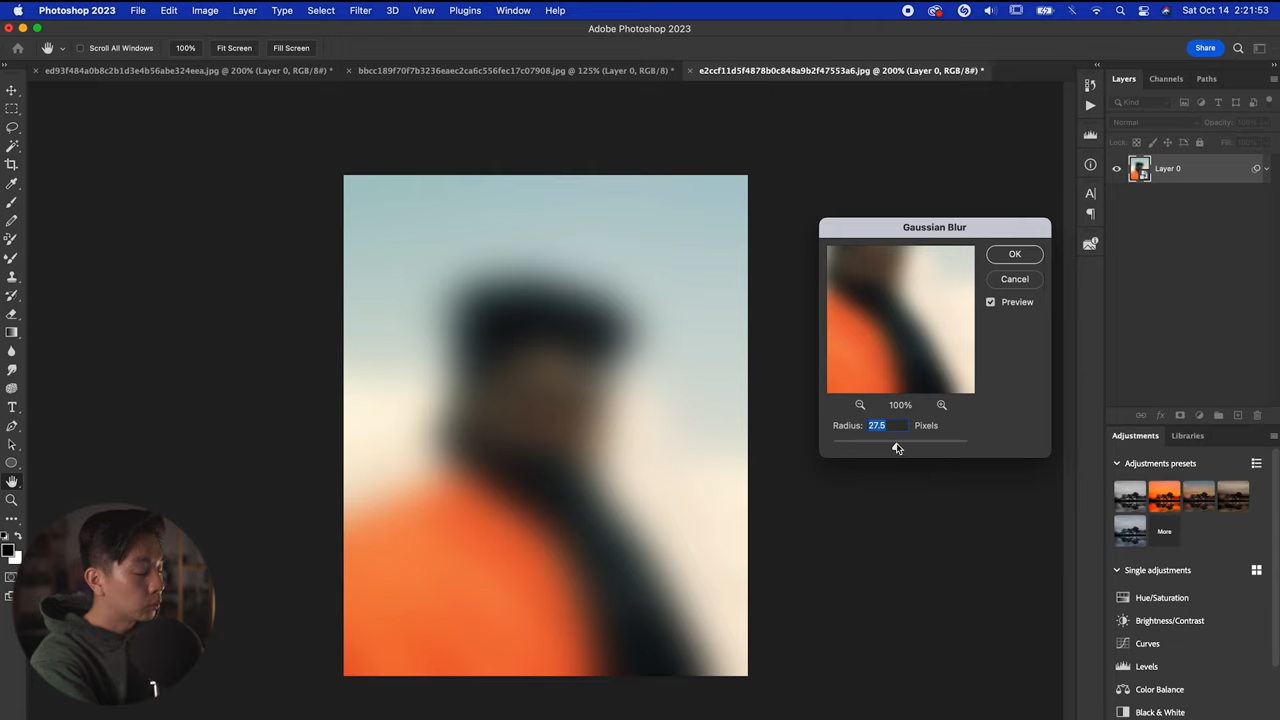 Photoshop 2023 File Edit Image Layer Type Select Filter 3D View Plugins Window Help Sat Oct 14 2:21:53
Adobe Photoshop 2023
Scroll All Windows 100% Fit Screen Fill Screen Share
ed93f484a0b8c2b1d3e4b56abe324eea.jpg @ 200% (Layer 0, RGB/8#) * bbcc189f70f7b3236eaec2ca6c556fec17c07908.jpg @ 125% (Layer 0, RGB/8#) * e2ccf11d5f4878b0c848a9b2f47553a6.jpg @ 200% (Layer 0, RGB/8#) *
Layers Channels Paths
Kind
Normal Opacity: 100%
Lock: Fill: 100%
Layer 0
Gaussian Blur
OK
Cancel
Preview
100%
Radius: 27.5 Pixels
Adjustments Libraries
Adjustments presets
More
Single adjustments
Hue/Saturation
Brightness/Contrast
Curves
Levels
Color Balance
Black & White